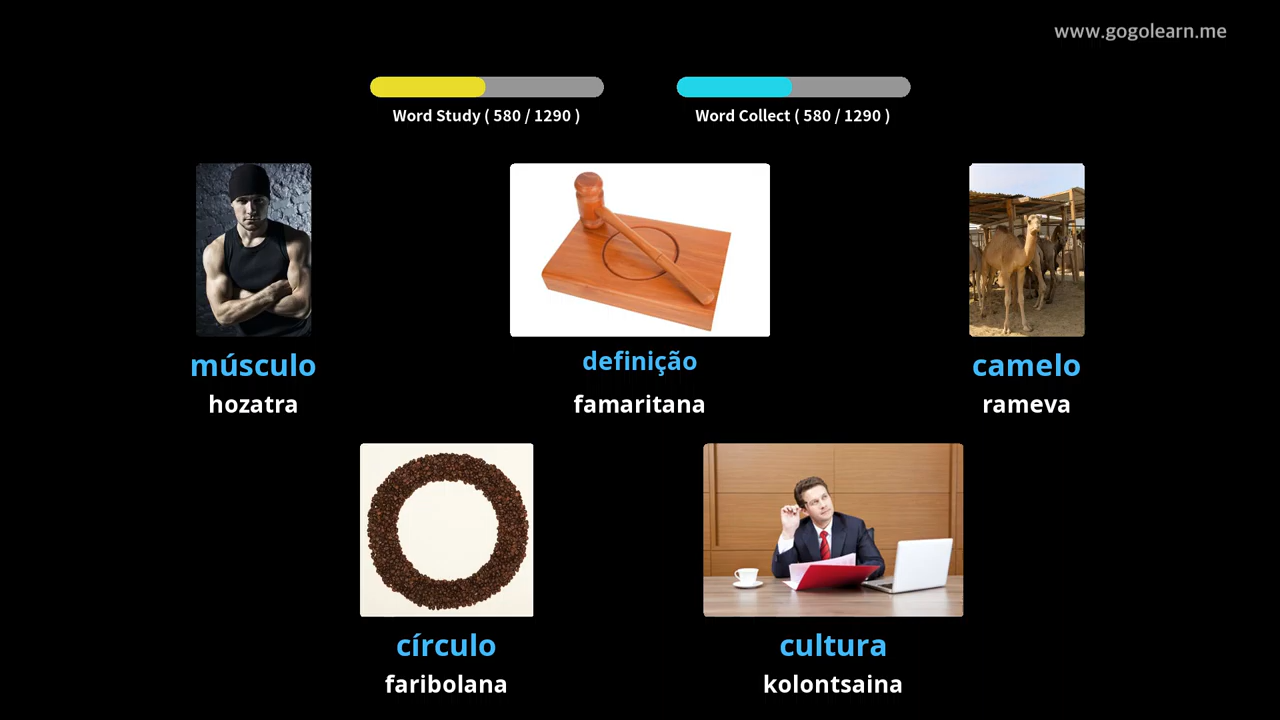 www.gogolearn.me
Word Study ( 580 / 1290 )
Word Collect ( 580 / 1290 )
músculo
hozatra
definição
famaritana
camelo
rameva
círculo
faribolana
cultura
kolontsaina